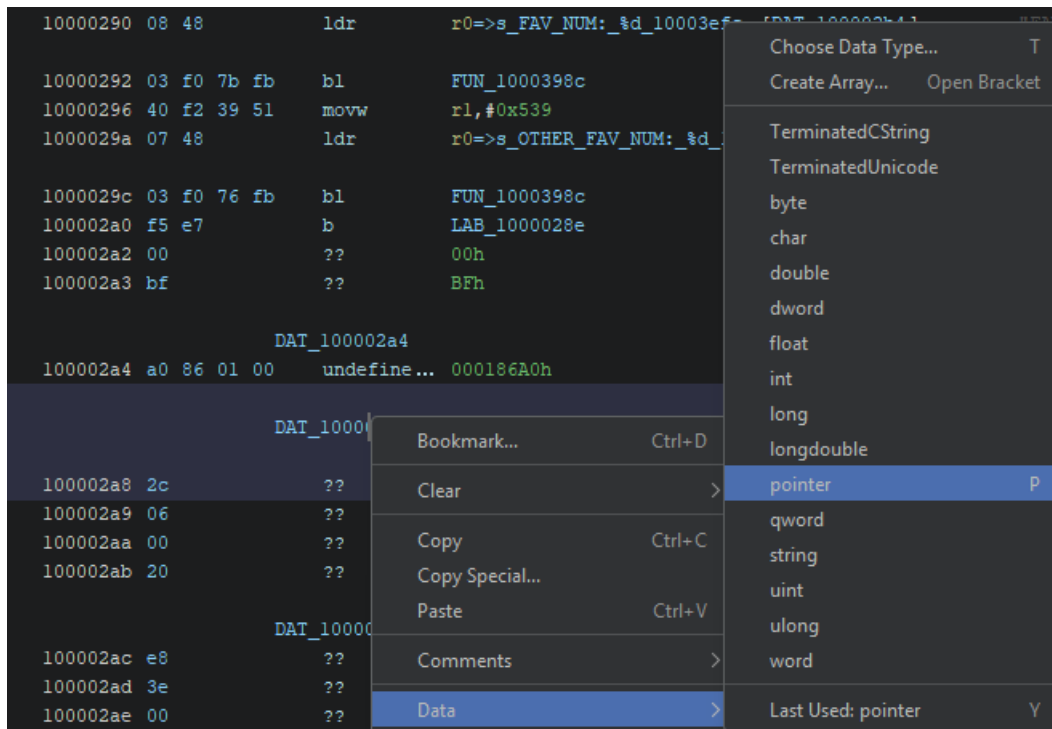 10000290 08 48 ldr r0=>s_FAV_NUM:_%d_10003efc
10000292 03 f0 7b fb bl FUN_1000398c
10000296 40 f2 39 51 movw r1,#0x539
1000029a 07 48 ldr r0=>s_OTHER_FAV_NUM:_%d_
1000029c 03 f0 76 fb bl FUN_1000398c
100002a0 f5 e7 b LAB_1000028e
100002a2 00 ?? 00h
100002a3 bf ?? BFh
DAT_100002a4
100002a4 a0 86 01 00 undefine... 000186A0h
DAT_1000
100002a8 2c ??
100002a9 06 ??
100002aa 00 ??
100002ab 20 ??
DAT_10000
100002ac e8 ??
100002ad 3e ??
100002ae 00 ??
Bookmark... Ctrl+D
Clear
Copy Ctrl+C
Copy Special...
Paste Ctrl+V
Comments
Data
Choose Data Type... T
Create Array... Open Bracket
TerminatedCString
TerminatedUnicode
byte
char
double
dword
float
int
long
longdouble
pointer P
qword
string
uint
ulong
word
Last Used: pointer Y